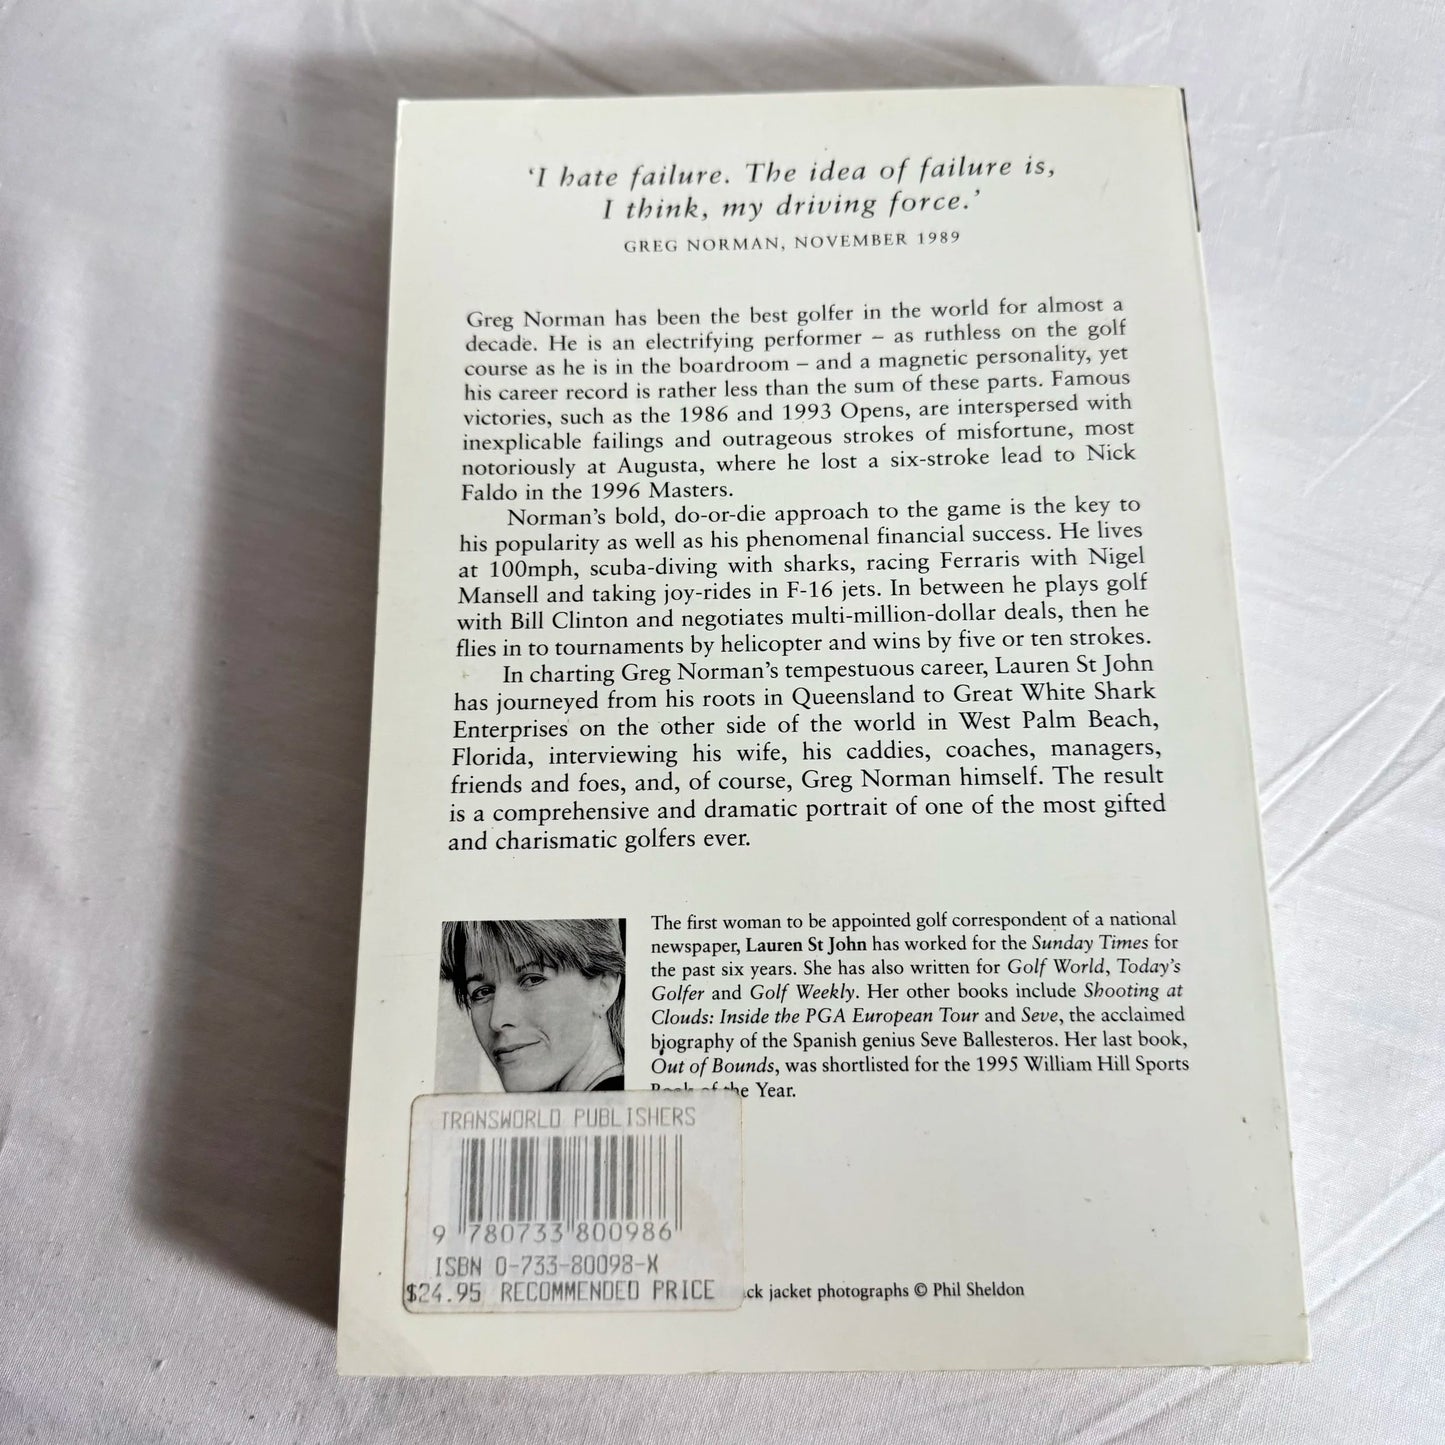 ‘I hate failure. The idea of failure is,
I think, my driving force.’
GREG NORMAN, NOVEMBER 1989
Greg Norman has been the best golfer in the world for almost a
decade. He is an electrifying performer – as ruthless on the golf
course as he is in the boardroom – and a magnetic personality, yet
his career record is rather less than the sum of these parts. Famous
victories, such as the 1986 and 1993 Opens, are interspersed with
inexplicable failings and outrageous strokes of misfortune, most
notoriously at Augusta, where he lost a six-stroke lead to Nick
Faldo in the 1996 Masters.
Norman’s bold, do-or-die approach to the game is the key to
his popularity as well as his phenomenal financial success. He lives
at 100mph, scuba-diving with sharks, racing Ferraris with Nigel
Mansell and taking joy-rides in F-16 jets. In between he plays golf
with Bill Clinton and negotiates multi-million-dollar deals, then he
flies in to tournaments by helicopter and wins by five or ten strokes.
In charting Greg Norman’s tempestuous career, Lauren St John
has journeyed from his roots in Queensland to Great White Shark
Enterprises on the other side of the world in West Palm Beach,
Florida, interviewing his wife, his caddies, coaches, managers,
friends and foes, and, of course, Greg Norman himself. The result
is a comprehensive and dramatic portrait of one of the most gifted
and charismatic golfers ever.
The first woman to be appointed golf correspondent of a national
newspaper, Lauren St John has worked for the Sunday Times for
the past six years. She has also written for Golf World, Today’s
Golfer and Golf Weekly. Her other books include Shooting at
Clouds: Inside the PGA European Tour and Seve, the acclaimed
biography of the Spanish genius Seve Ballesteros. Her last book,
Out of Bounds, was shortlisted for the 1995 William Hill Sports
Book of the Year.
TRANSWORLD PUBLISHERS
9 780733 800986
ISBN 0-733-80098-X
$24.95 RECOMMENDED PRICE
ck jacket photographs © Phil Sheldon